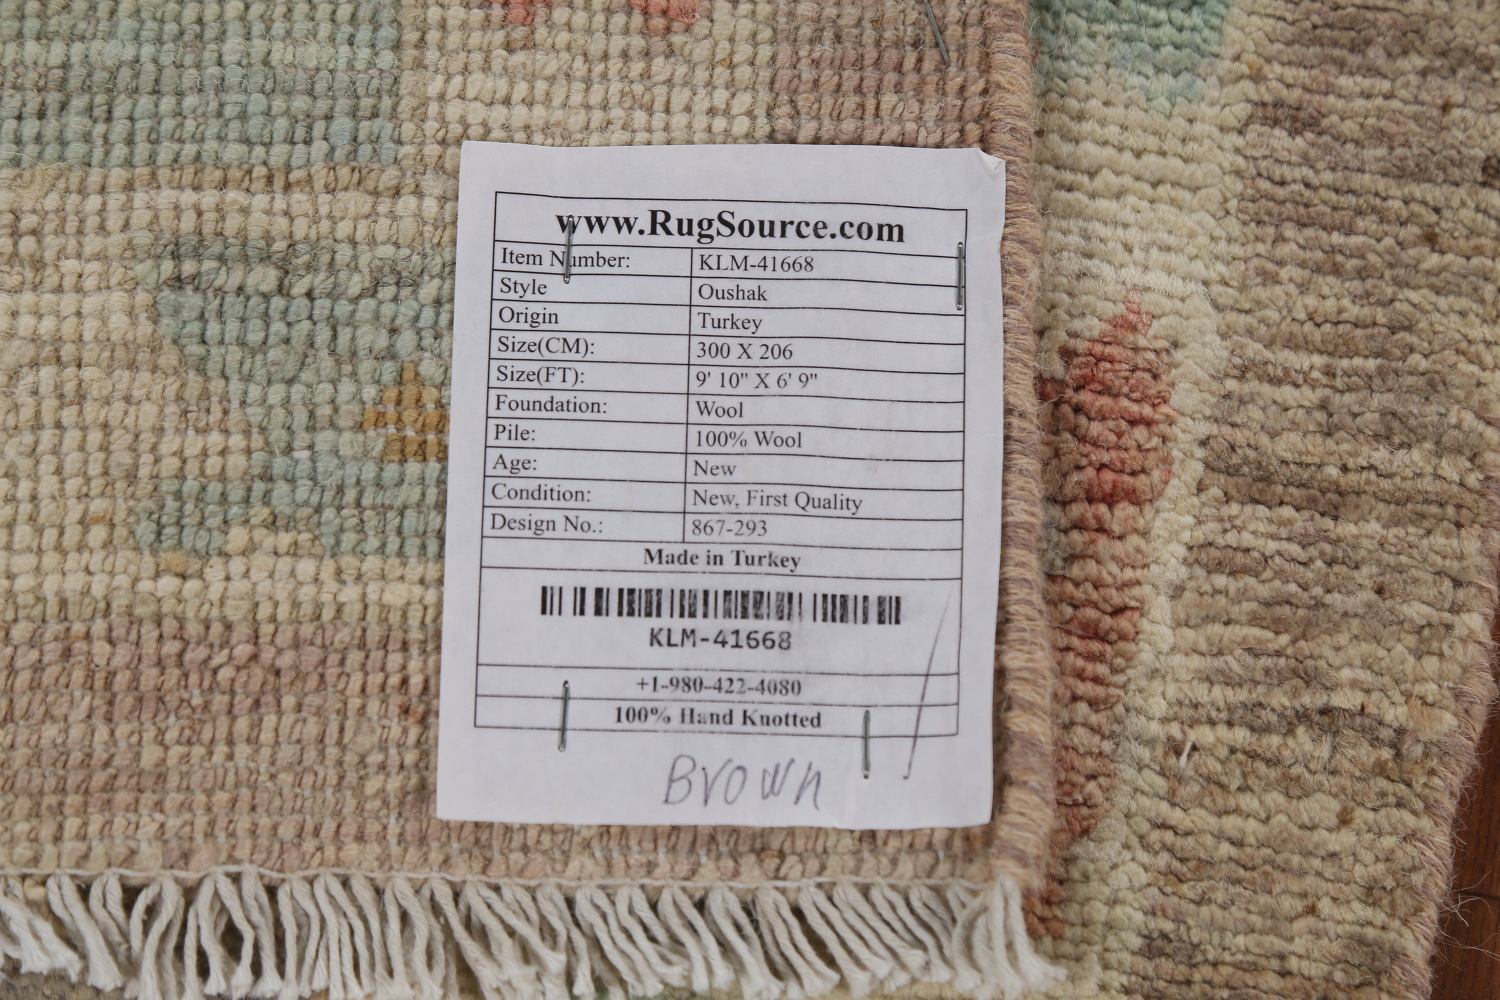 www.RugSource.com
Item Number: KLM-41668
Style Oushak
Origin Turkey
Size(CM): 300 X 206
Size(FT): 9' 10" X 6' 9"
Foundation: Wool
Pile: 100% Wool
Age: New
Condition: New, First Quality
Design No.: 867-293
Made in Turkey
KLM-41668
+1-980-422-4080
100% Hand Knotted
Brown